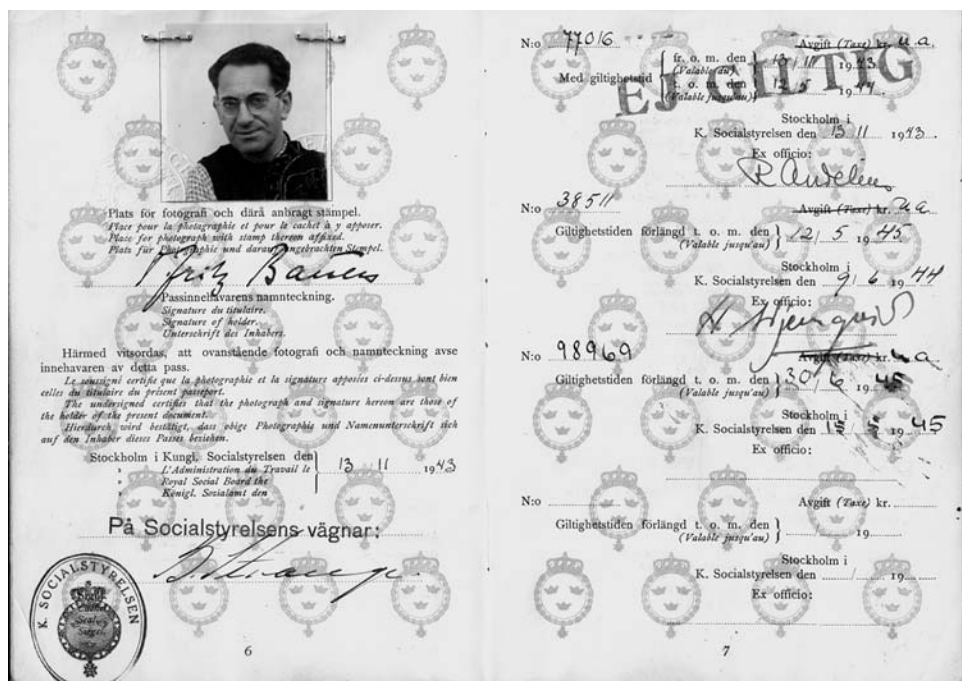 Plats för fotografi och därå anbragt stämpel.
Place pour la photographie et pour le cachet à y apposer.
Place for photograph with stamp thereon affixed.
Plats für Photographie und darauf angebrachten Stempel.
Fritz Bauer
Passinnehavarens namnteckning.
Signature du titulaire.
Signature of holder.
Unterschrift des Inhabers.
Härmed vitsordas, att ovanstående fotografi och namnteckning avse
innehavaren av detta pass.
Le soussigné certifie que la photographie et la signature apposées ci-dessus sont bien
celles du titulaire du présent passeport.
The undersigned certifies that the photograph and signature hereon are those of
the holder of the present document.
Hierdurch wird bestätigt, dass obige Photographie und Namenunterschrift sich
auf den Inhaber dieses Passes beziehen.
Stockholm i Kungl. Socialstyrelsen den 13 11 1943
» L'Administration du Travail le
» Royal Social Board the
» Königl. Sozialamt den
På Socialstyrelsens vägnar:
K. SOCIALSTYRELSEN
Seal
Siegel
6
N:o 77016 Avgift (Taxe) kr. u.a.
Med giltighetstid fr. o. m. den 13 / 11 1943
(Valable du)
t. o. m. den 12 5 1944
(Valable jusqu'au)
EJ GILTIG
Stockholm i
K. Socialstyrelsen den 13 11 1943.
Ex officio:
N:o 38511 Avgift (Taxe) kr. u a
Giltighetstiden förlängd t. o. m. den 12 / 5 1945
(Valable jusqu'au)
Stockholm i
K. Socialstyrelsen den 9 / 6 1944
Ex officio:
N:o 98969 Avgift (Taxe) kr. u a
Giltighetstiden förlängd t. o. m. den 30 / 6 1945
(Valable jusqu'au)
Stockholm i
K. Socialstyrelsen den 15 5 1945
Ex officio:
N:o Avgift (Taxe) kr.
Giltighetstiden förlängd t. o. m. den / 19
(Valable jusqu'au)
Stockholm i
K. Socialstyrelsen den / 19
Ex officio:
7